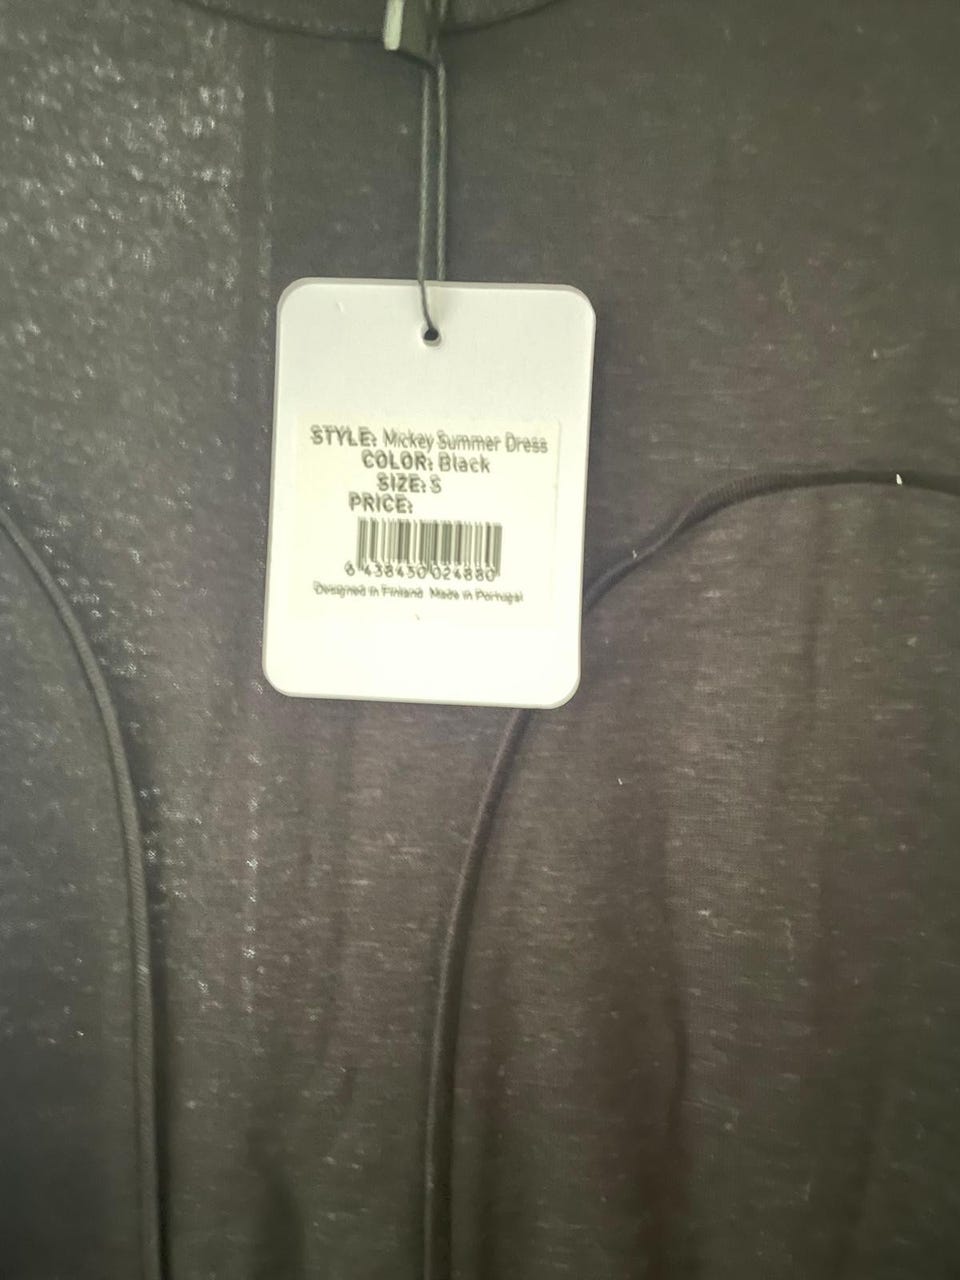 STYLE: Mickey Summer Dress
COLOR: Black
SIZE: S
PRICE:
6 438430 024880
Designed in Finland Made in Portugal